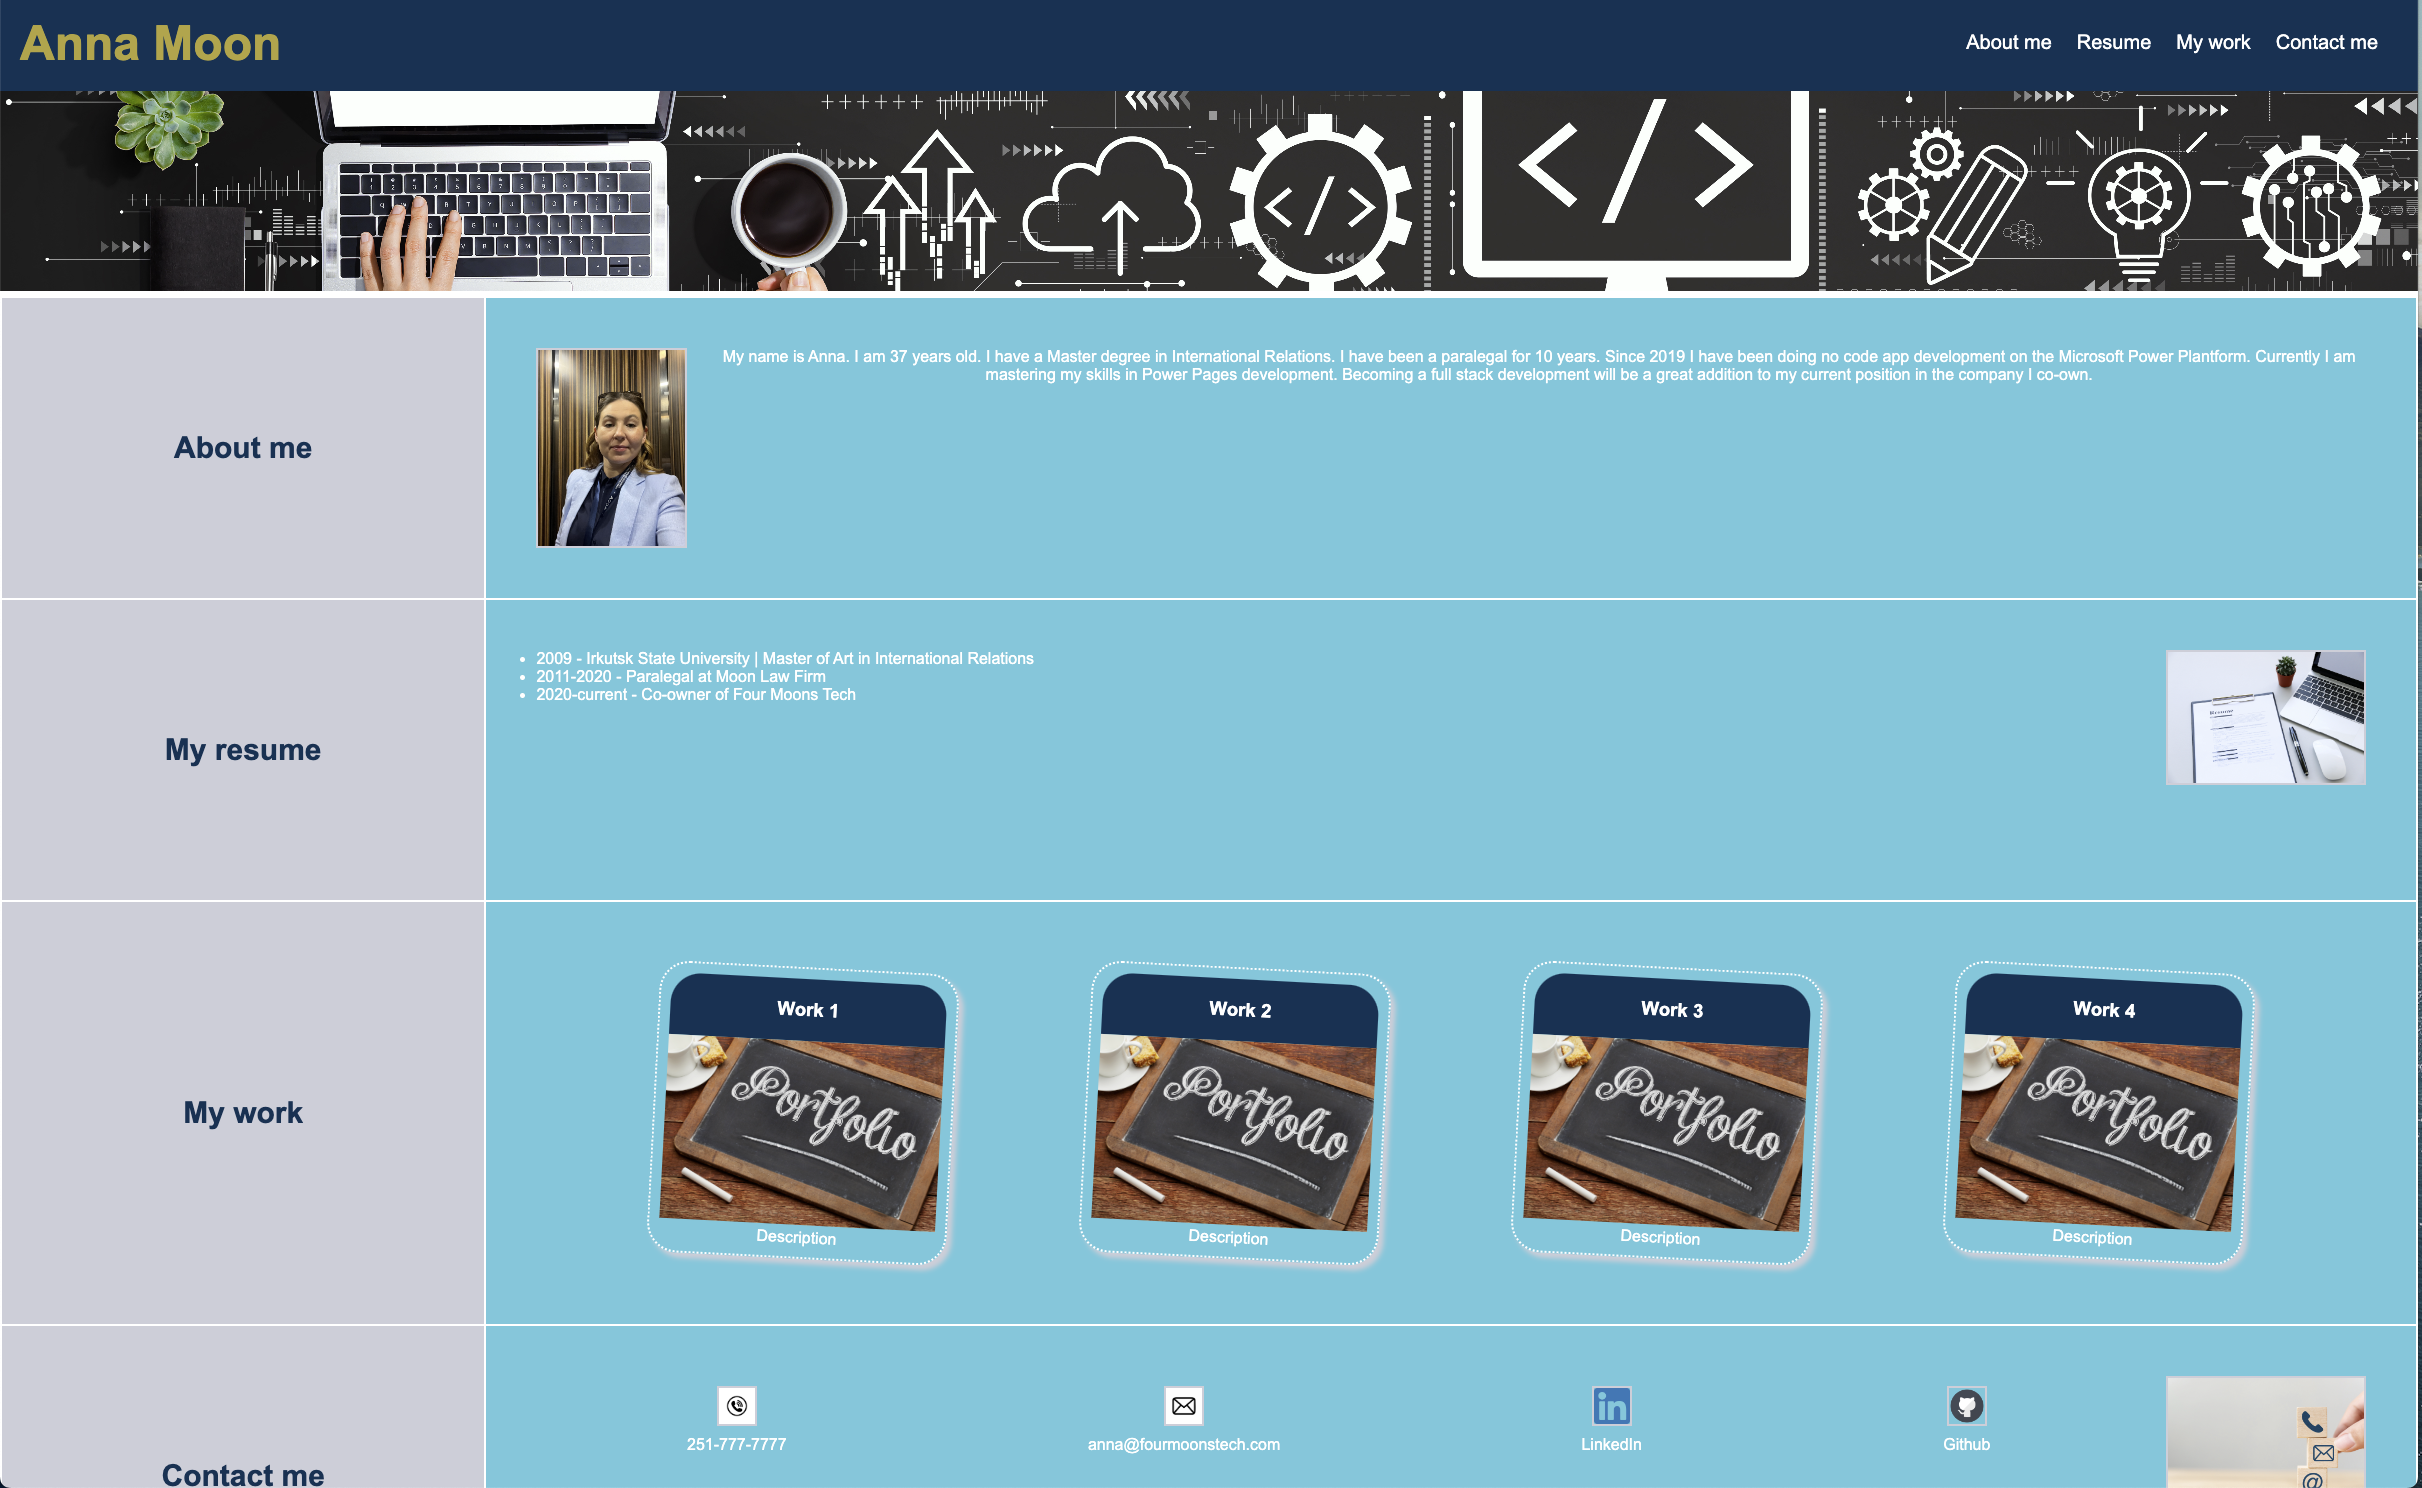 Anna Moon
About me Resume My work Contact me
</>
</>
About me
My name is Anna. I am 37 years old. I have a Master degree in International Relations. I have been a paralegal for 10 years. Since 2019 I have been doing no code app development on the Microsoft Power Plantform. Currently I am
mastering my skills in Power Pages development. Becoming a full stack development will be a great addition to my current position in the company I co-own.
My resume
2009 - Irkutsk State University | Master of Art in International Relations
2011-2020 - Paralegal at Moon Law Firm
2020-current - Co-owner of Four Moons Tech
Resume
My work
Work 1
Portfolio
Description
Work 2
Portfolio
Description
Work 3
Portfolio
Description
Work 4
Portfolio
Description
Contact me
251-777-7777
anna@fourmoonstech.com
in
LinkedIn
Github
@